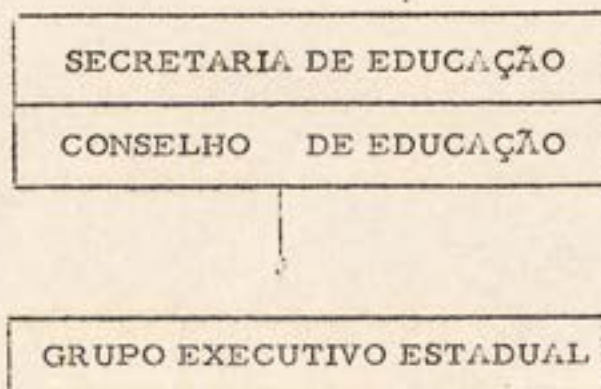 SECRETARIA DE EDUCAÇÃO
CONSELHO DE EDUCAÇÃO
GRUPO EXECUTIVO ESTADUAL